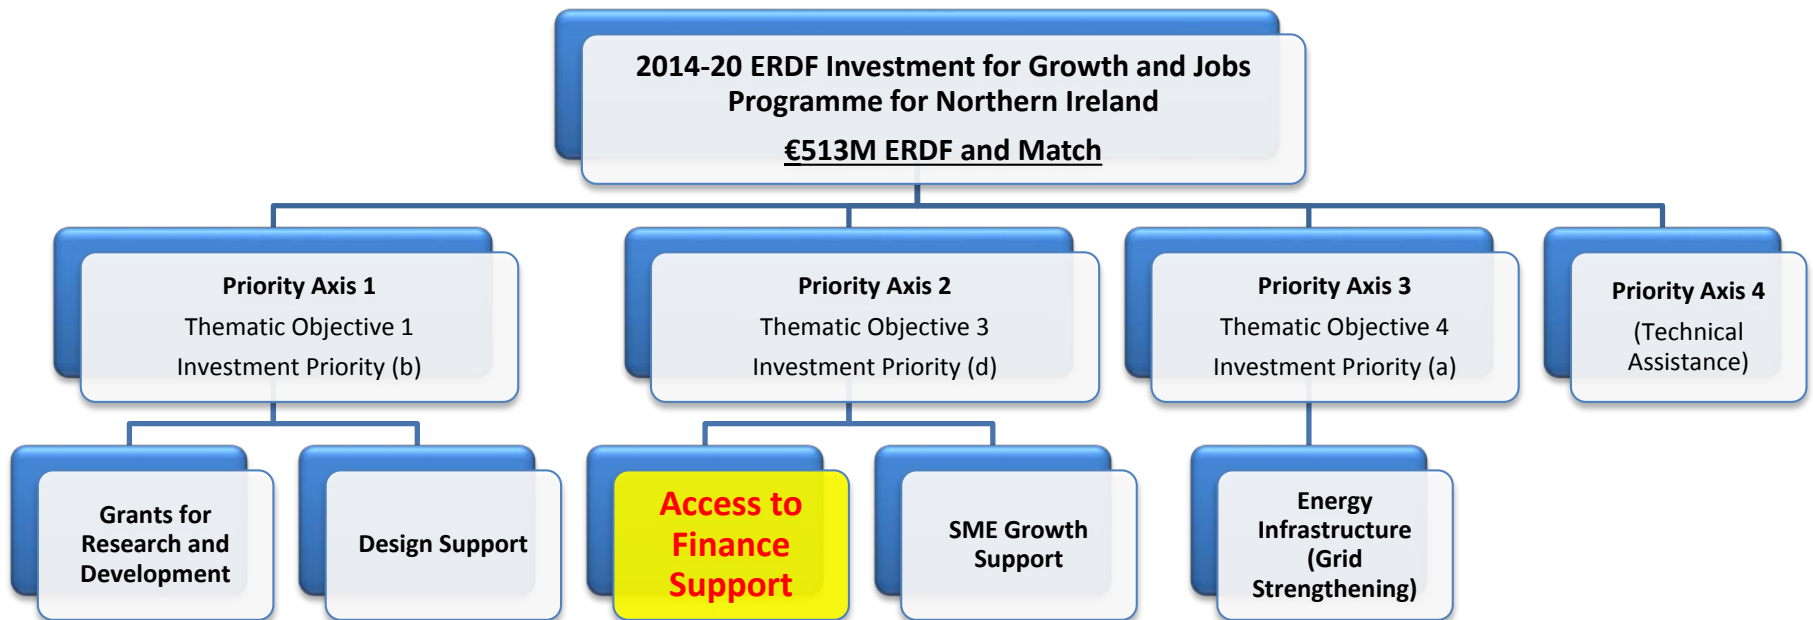 2014-20 ERDF Investment for Growth and Jobs
Programme for Northern Ireland
€513M ERDF and Match
Priority Axis 1
Thematic Objective 1
Investment Priority (b)
Priority Axis 2
Thematic Objective 3
Investment Priority (d)
Priority Axis 3
Thematic Objective 4
Investment Priority (a)
Priority Axis 4
(Technical
Assistance)
Grants for
Research and
Development
Design Support
Access to
Finance
Support
SME Growth
Support
Energy
Infrastructure
(Grid
Strengthening)